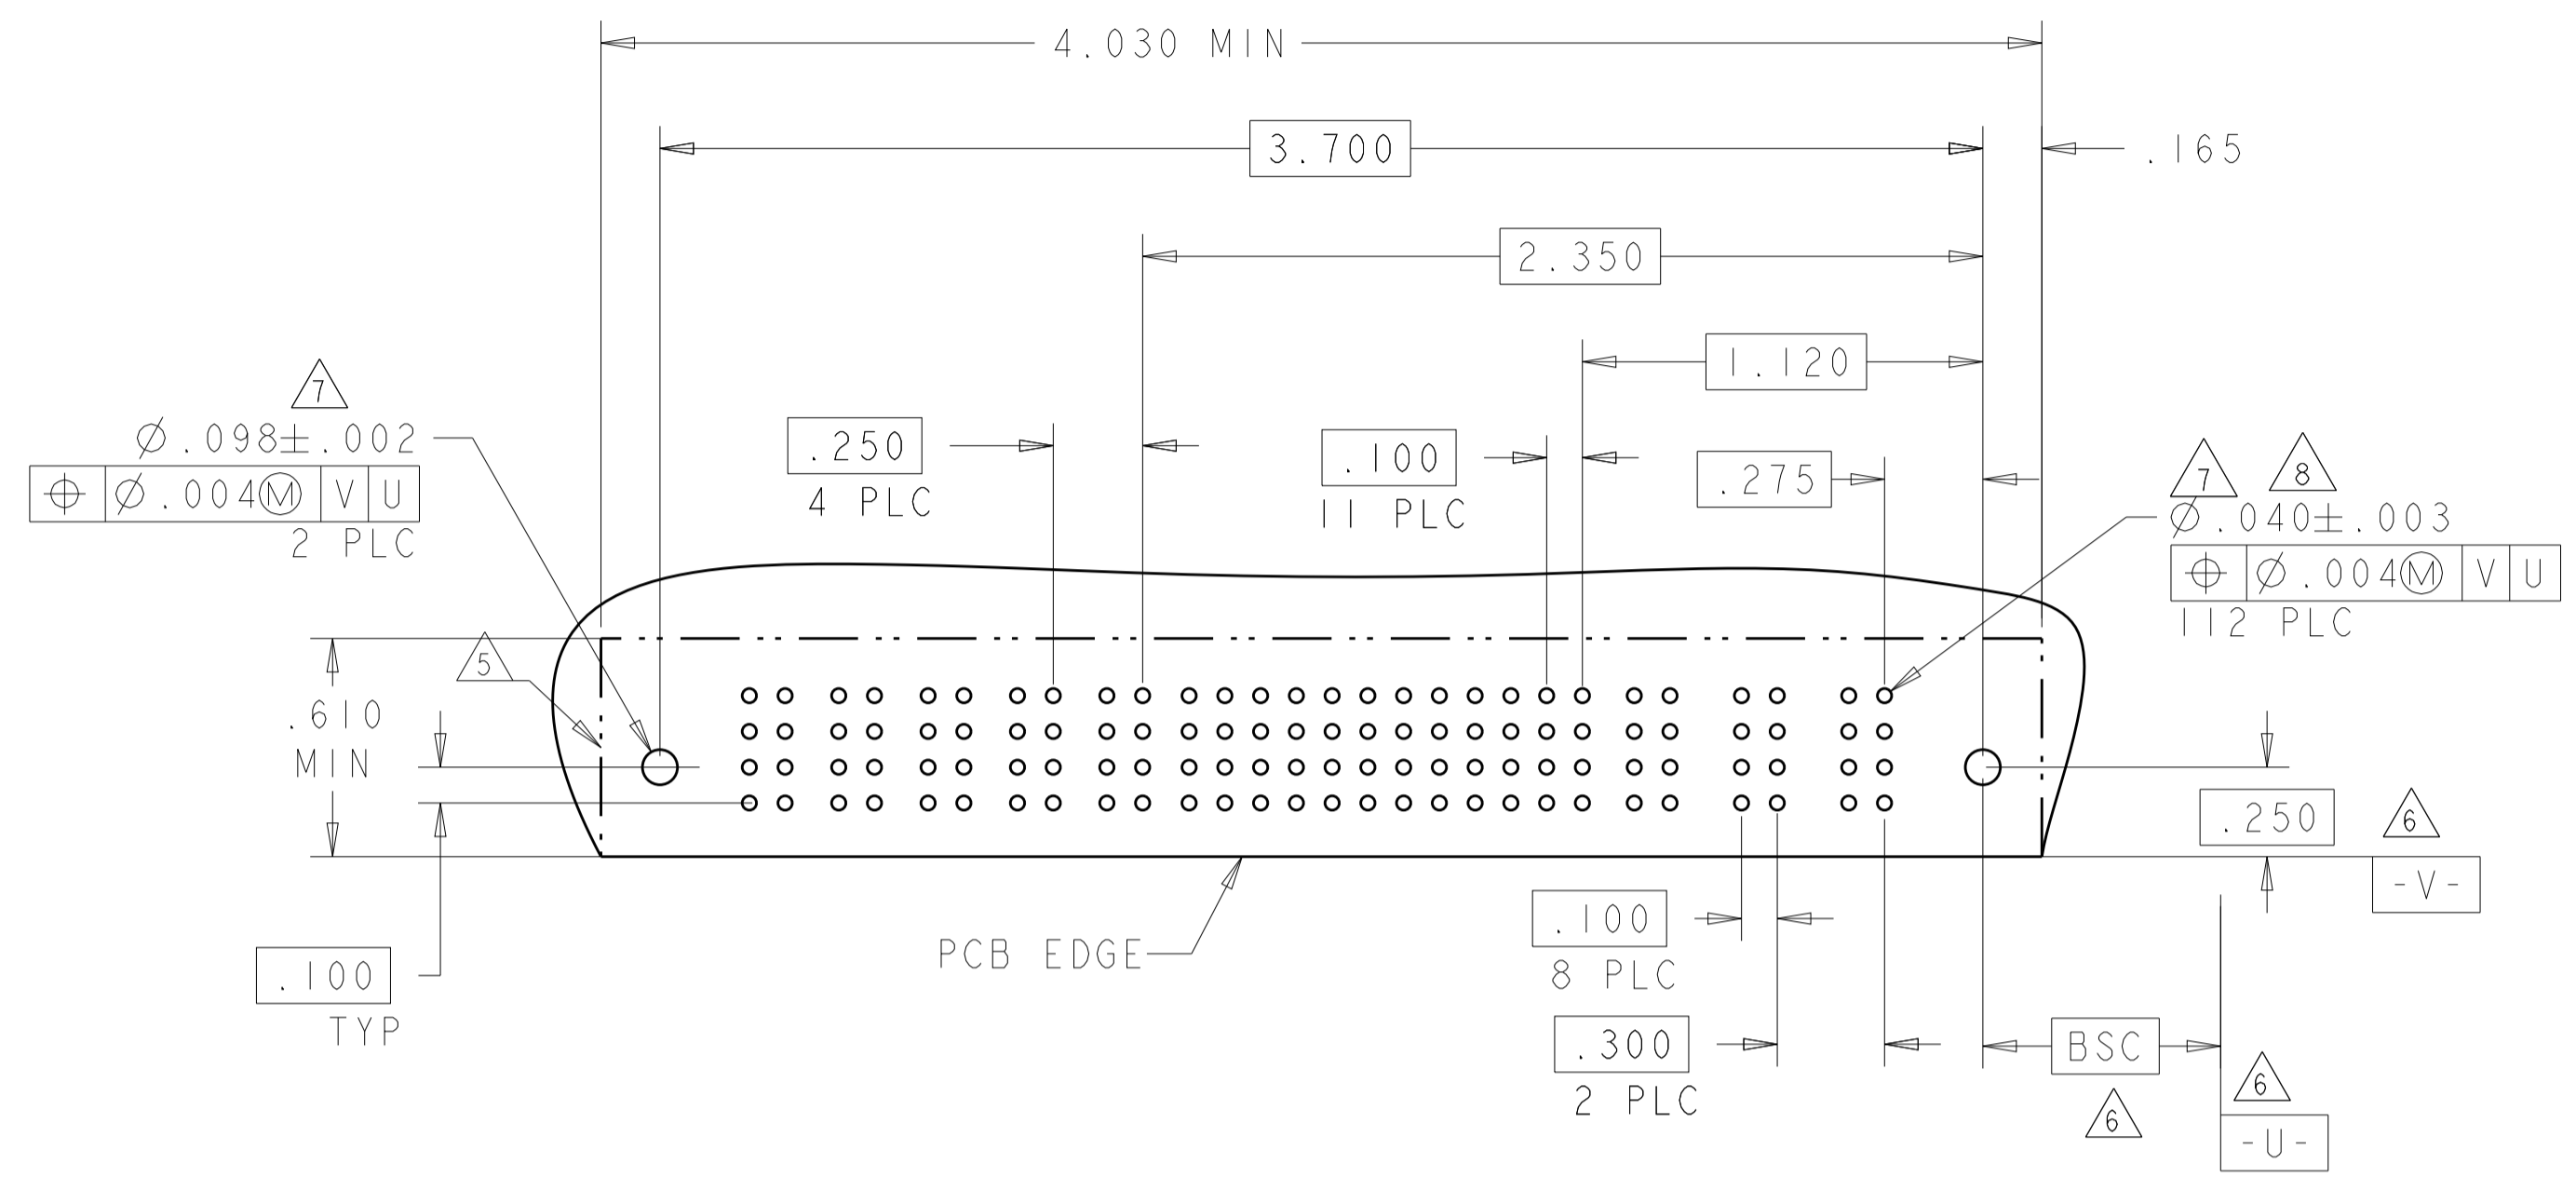 4.030 MIN
3.700
.165
2.350
1.120
7
Ø.098±.002
⌖ Ø.004Ⓜ V U
2 PLC
.250
4 PLC
.100
11 PLC
.275
7 8
Ø.040±.003
⌖ Ø.004Ⓜ V U
112 PLC
5
.610
MIN
.250
6
-V-
.100
TYP
PCB EDGE
.100
8 PLC
.300
2 PLC
BSC
6
6
-U-